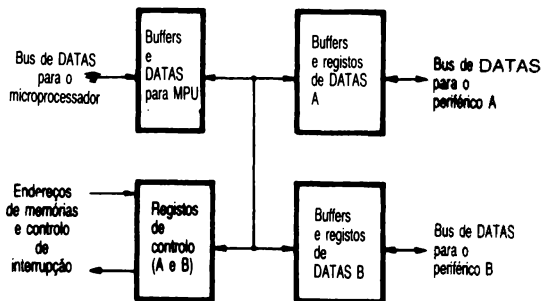 Bus de DATAS
para o
microprocessador
Buffers
e
DATAS
para MPU
Buffers
e registos
de DATAS
A
Bus de DATAS
para o
periférico A
Endereços
de memórias
e controlo
de
interrupção
Registos
de
controlo
(A e B)
Buffers
e registos
de
DATAS B
Bus de DATAS
para o
periférico B